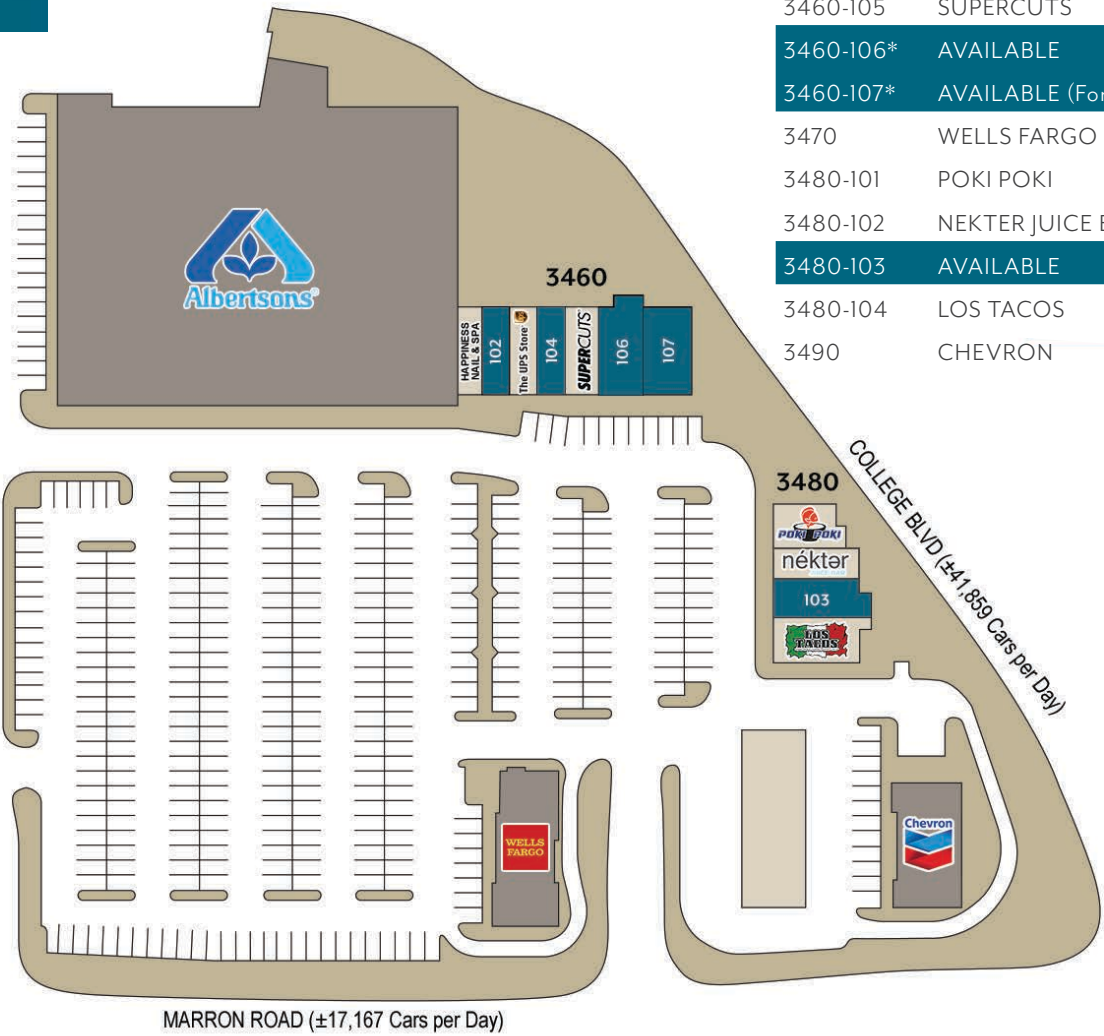 3460-105 SUPERCUTS
3460-106* AVAILABLE
3460-107* AVAILABLE
3470 WELLS FARGO
3480-101 POKI POKI
3480-102 NEKTER JUICE
3480-103 AVAILABLE
3480-104 LOS TACOS
3490 CHEVRON
Albertsons®
3460
HAPPINESS
NAIL & SPA
102
The UPS Store
104
SUPERCUTS
106
107
3480
POKI POKI
néktər
103
LOS
TACOS
COLLEGE BLVD (±41,859 Cars per Day)
WELLS
FARGO
Chevron
MARRON ROAD (±17,167 Cars per Day)